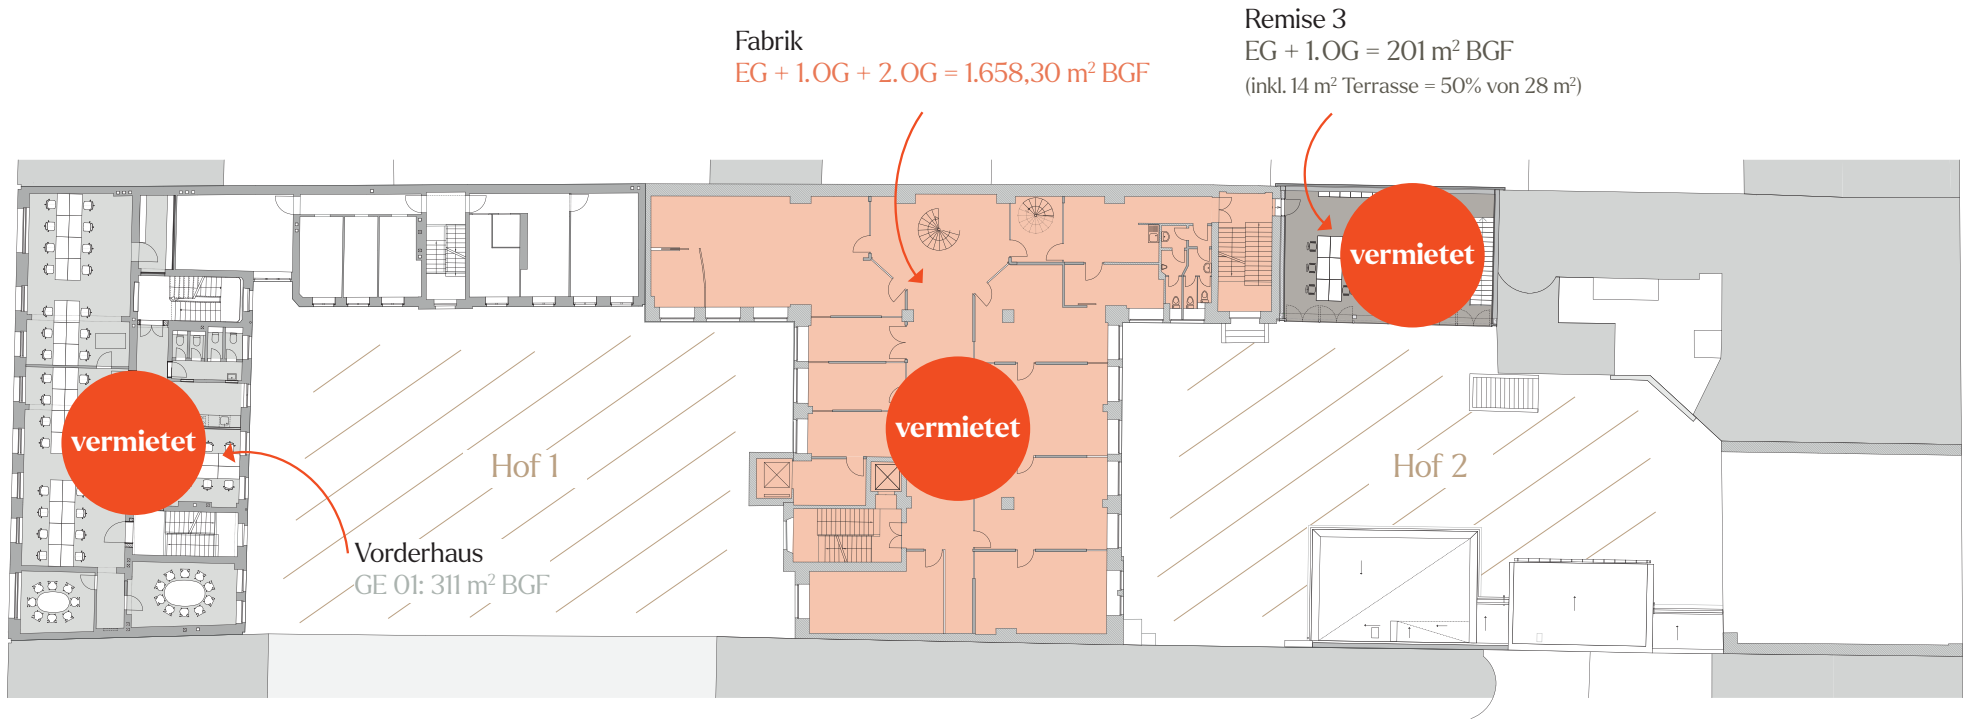 Fabrik
EG + 1.OG + 2.OG = 1.658,30 m² BGF
Remise 3
EG + 1.OG = 201 m² BGF
(inkl. 14 m² Terrasse = 50% von 28 m²)
vermietet
vermietet
vermietet
Hof 1
Hof 2
Vorderhaus
GE 01: 311 m² BGF